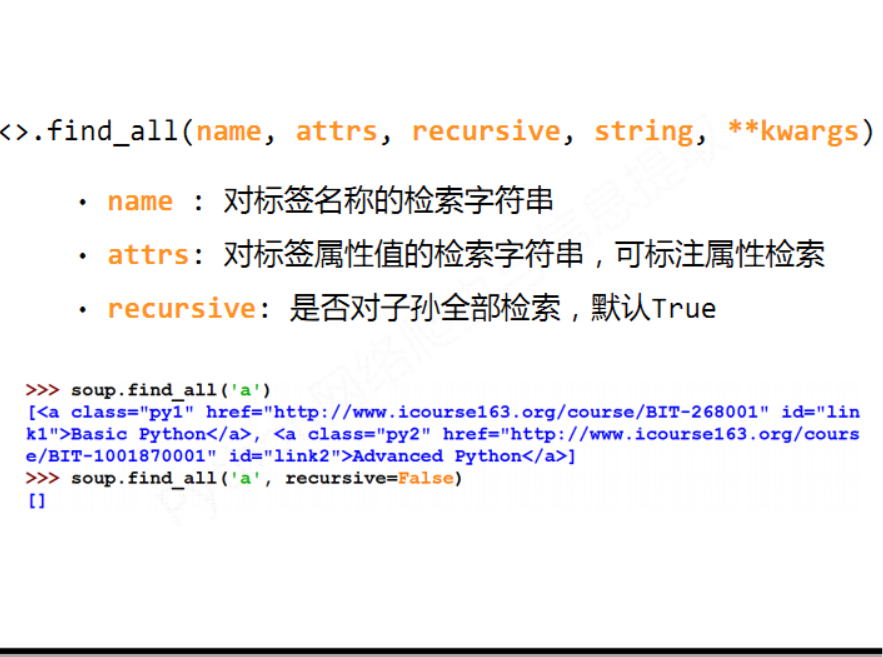 <>.find_all(name, attrs, recursive, string, **kwargs)
• name : 对标签名称的检索字符串
• attrs: 对标签属性值的检索字符串，可标注属性检索
• recursive: 是否对子孙全部检索，默认True
>>> soup.find_all('a')
[<a class="py1" href="http://www.icourse163.org/course/BIT-268001" id="lin
k1">Basic Python</a>, <a class="py2" href="http://www.icourse163.org/cours
e/BIT-1001870001" id="link2">Advanced Python</a>]
>>> soup.find_all('a', recursive=False)
[]